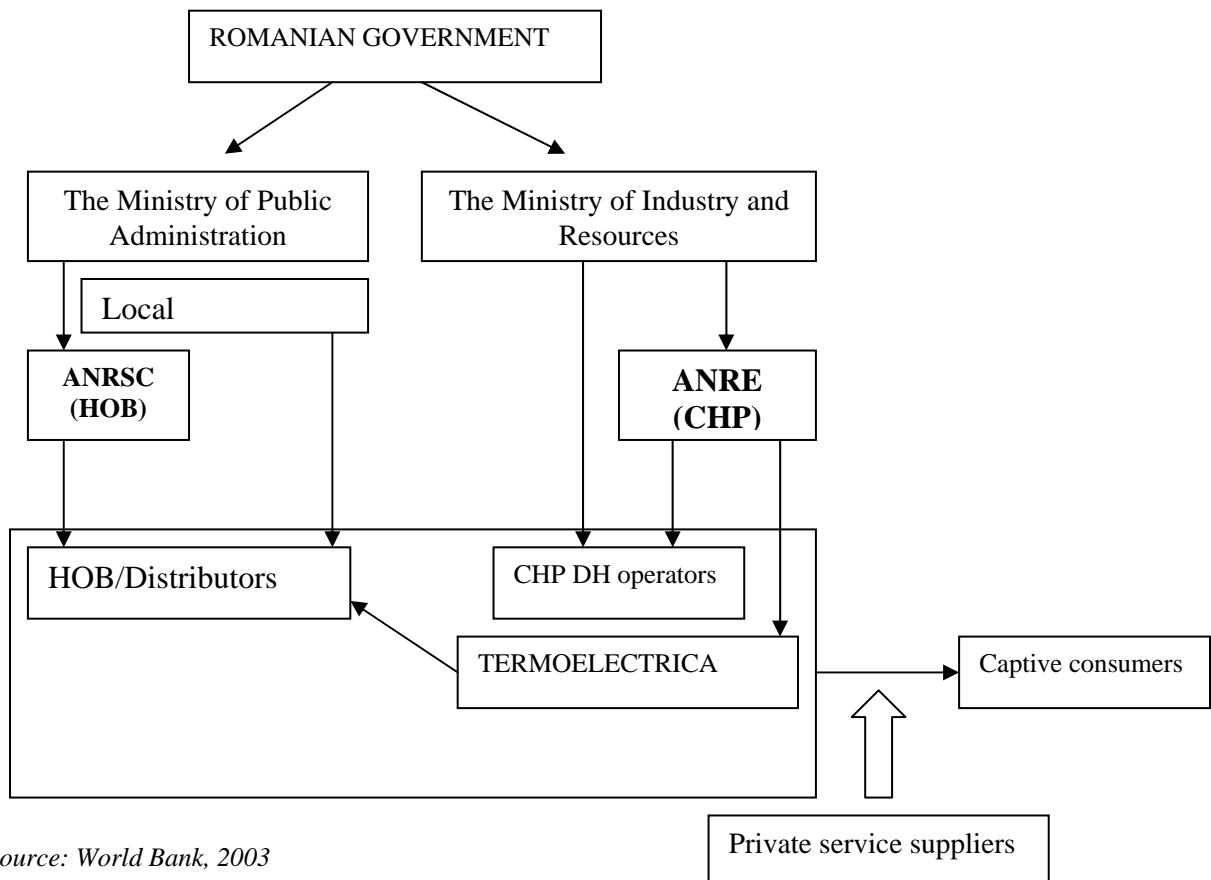 ROMANIAN GOVERNMENT
The Ministry of Public
Administration
The Ministry of Industry and
Resources
Local
ANRSC
(HOB)
ANRE
(CHP)
HOB/Distributors
CHP DH operators
TERMOELECTRICA
Captive consumers
Private service suppliers
ource: World Bank, 2003